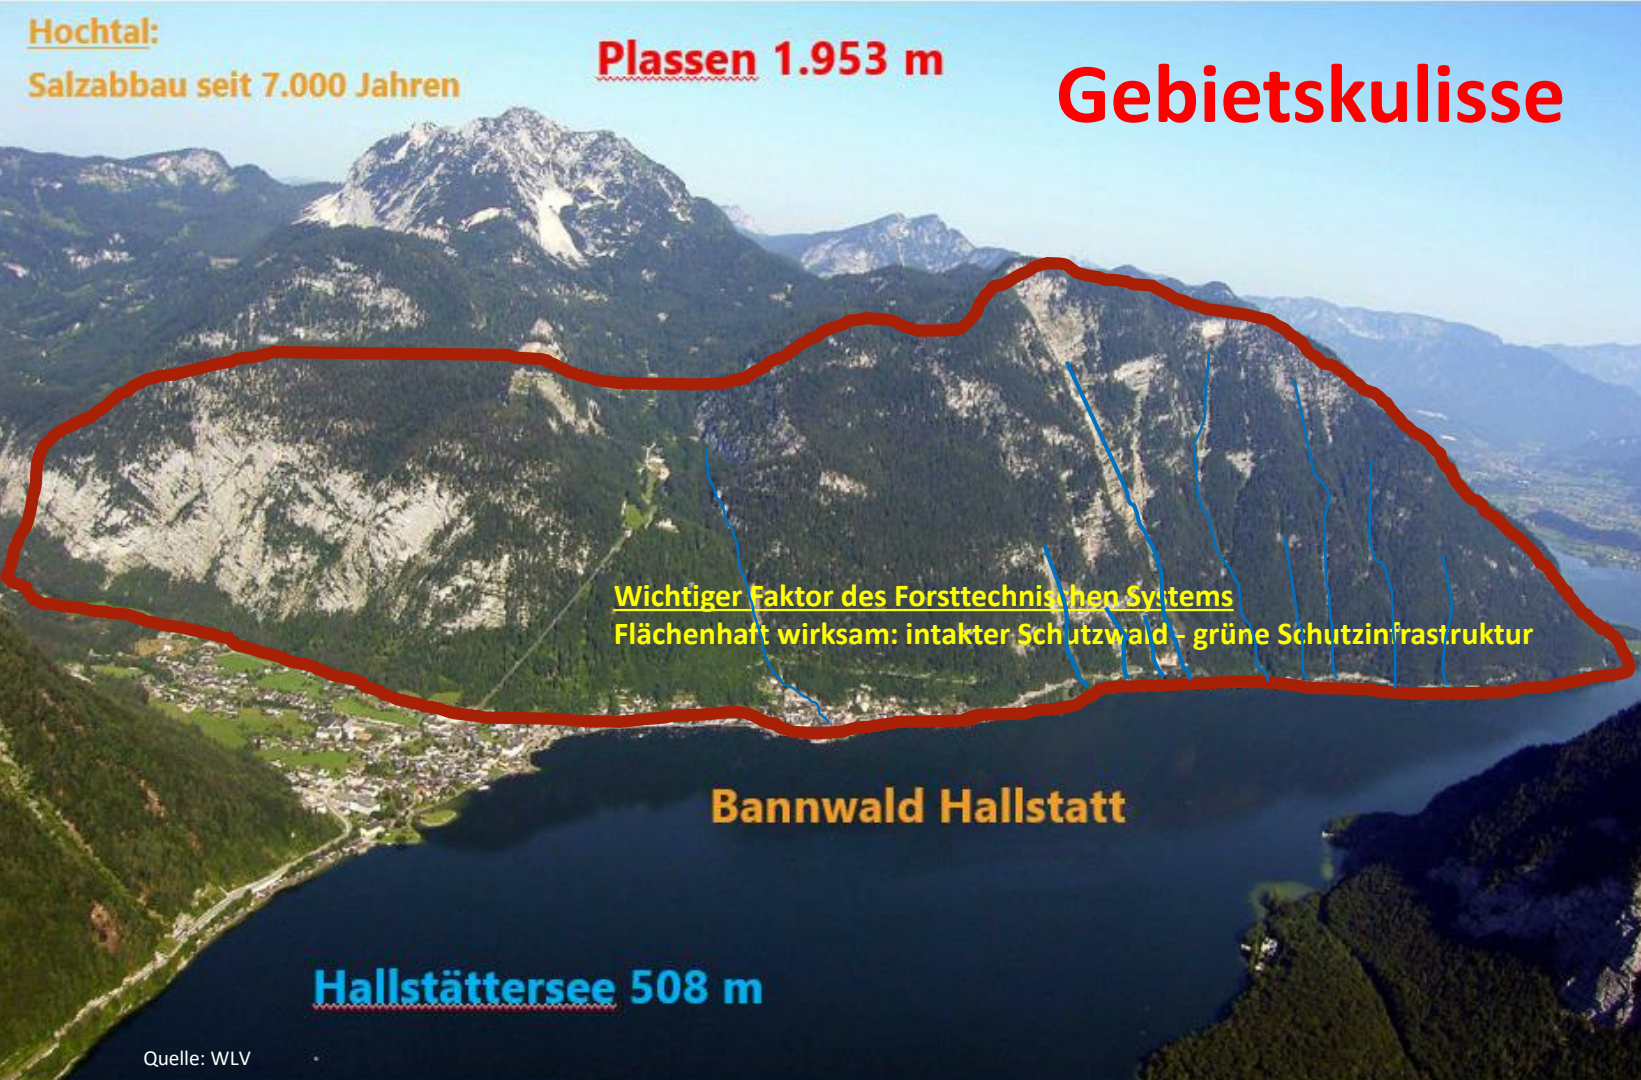 Hochtal:
Salzabbau seit 7.000 Jahren
Plassen 1.953 m
Gebietskulisse
Wichtiger Faktor des Forsttechnischen Systems
Flächenhaft wirksam: intakter Schutzwald - grüne Schutzinfrastruktur
Bannwald Hallstatt
Hallstättersee 508 m
Quelle: WLV